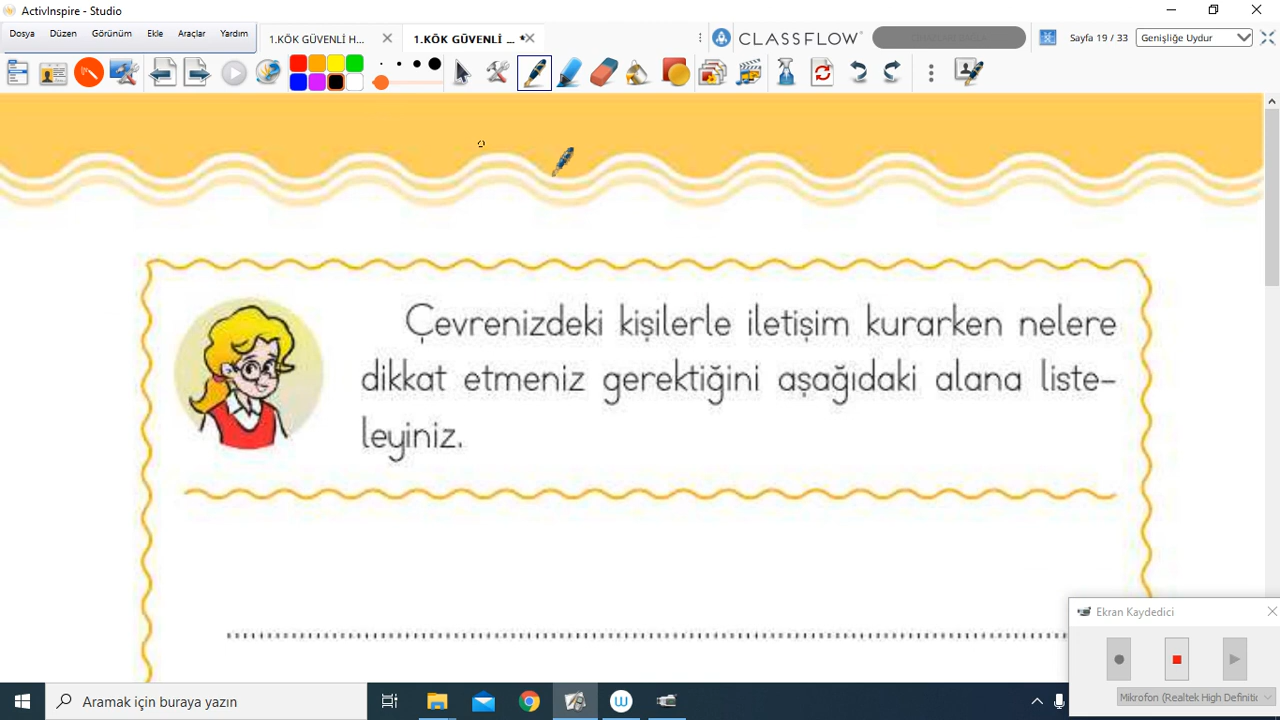 ActivInspire - Studio
Dosya Düzen Görünüm Ekle Araçlar Yardım
1.KÖK GÜVENLİ H...
1.KÖK GÜVENLİ ... *
CLASSFLOW
Sayfa 19 / 33
Genişliğe Uydur
Çevrenizdeki kişilerle iletişim kurarken nelere
dikkat etmeniz gerektiğini aşağıdaki alana liste-
leyiniz.
Ekran Kaydedici
Mikrofon (Realtek High Definitic
Aramak için buraya yazın